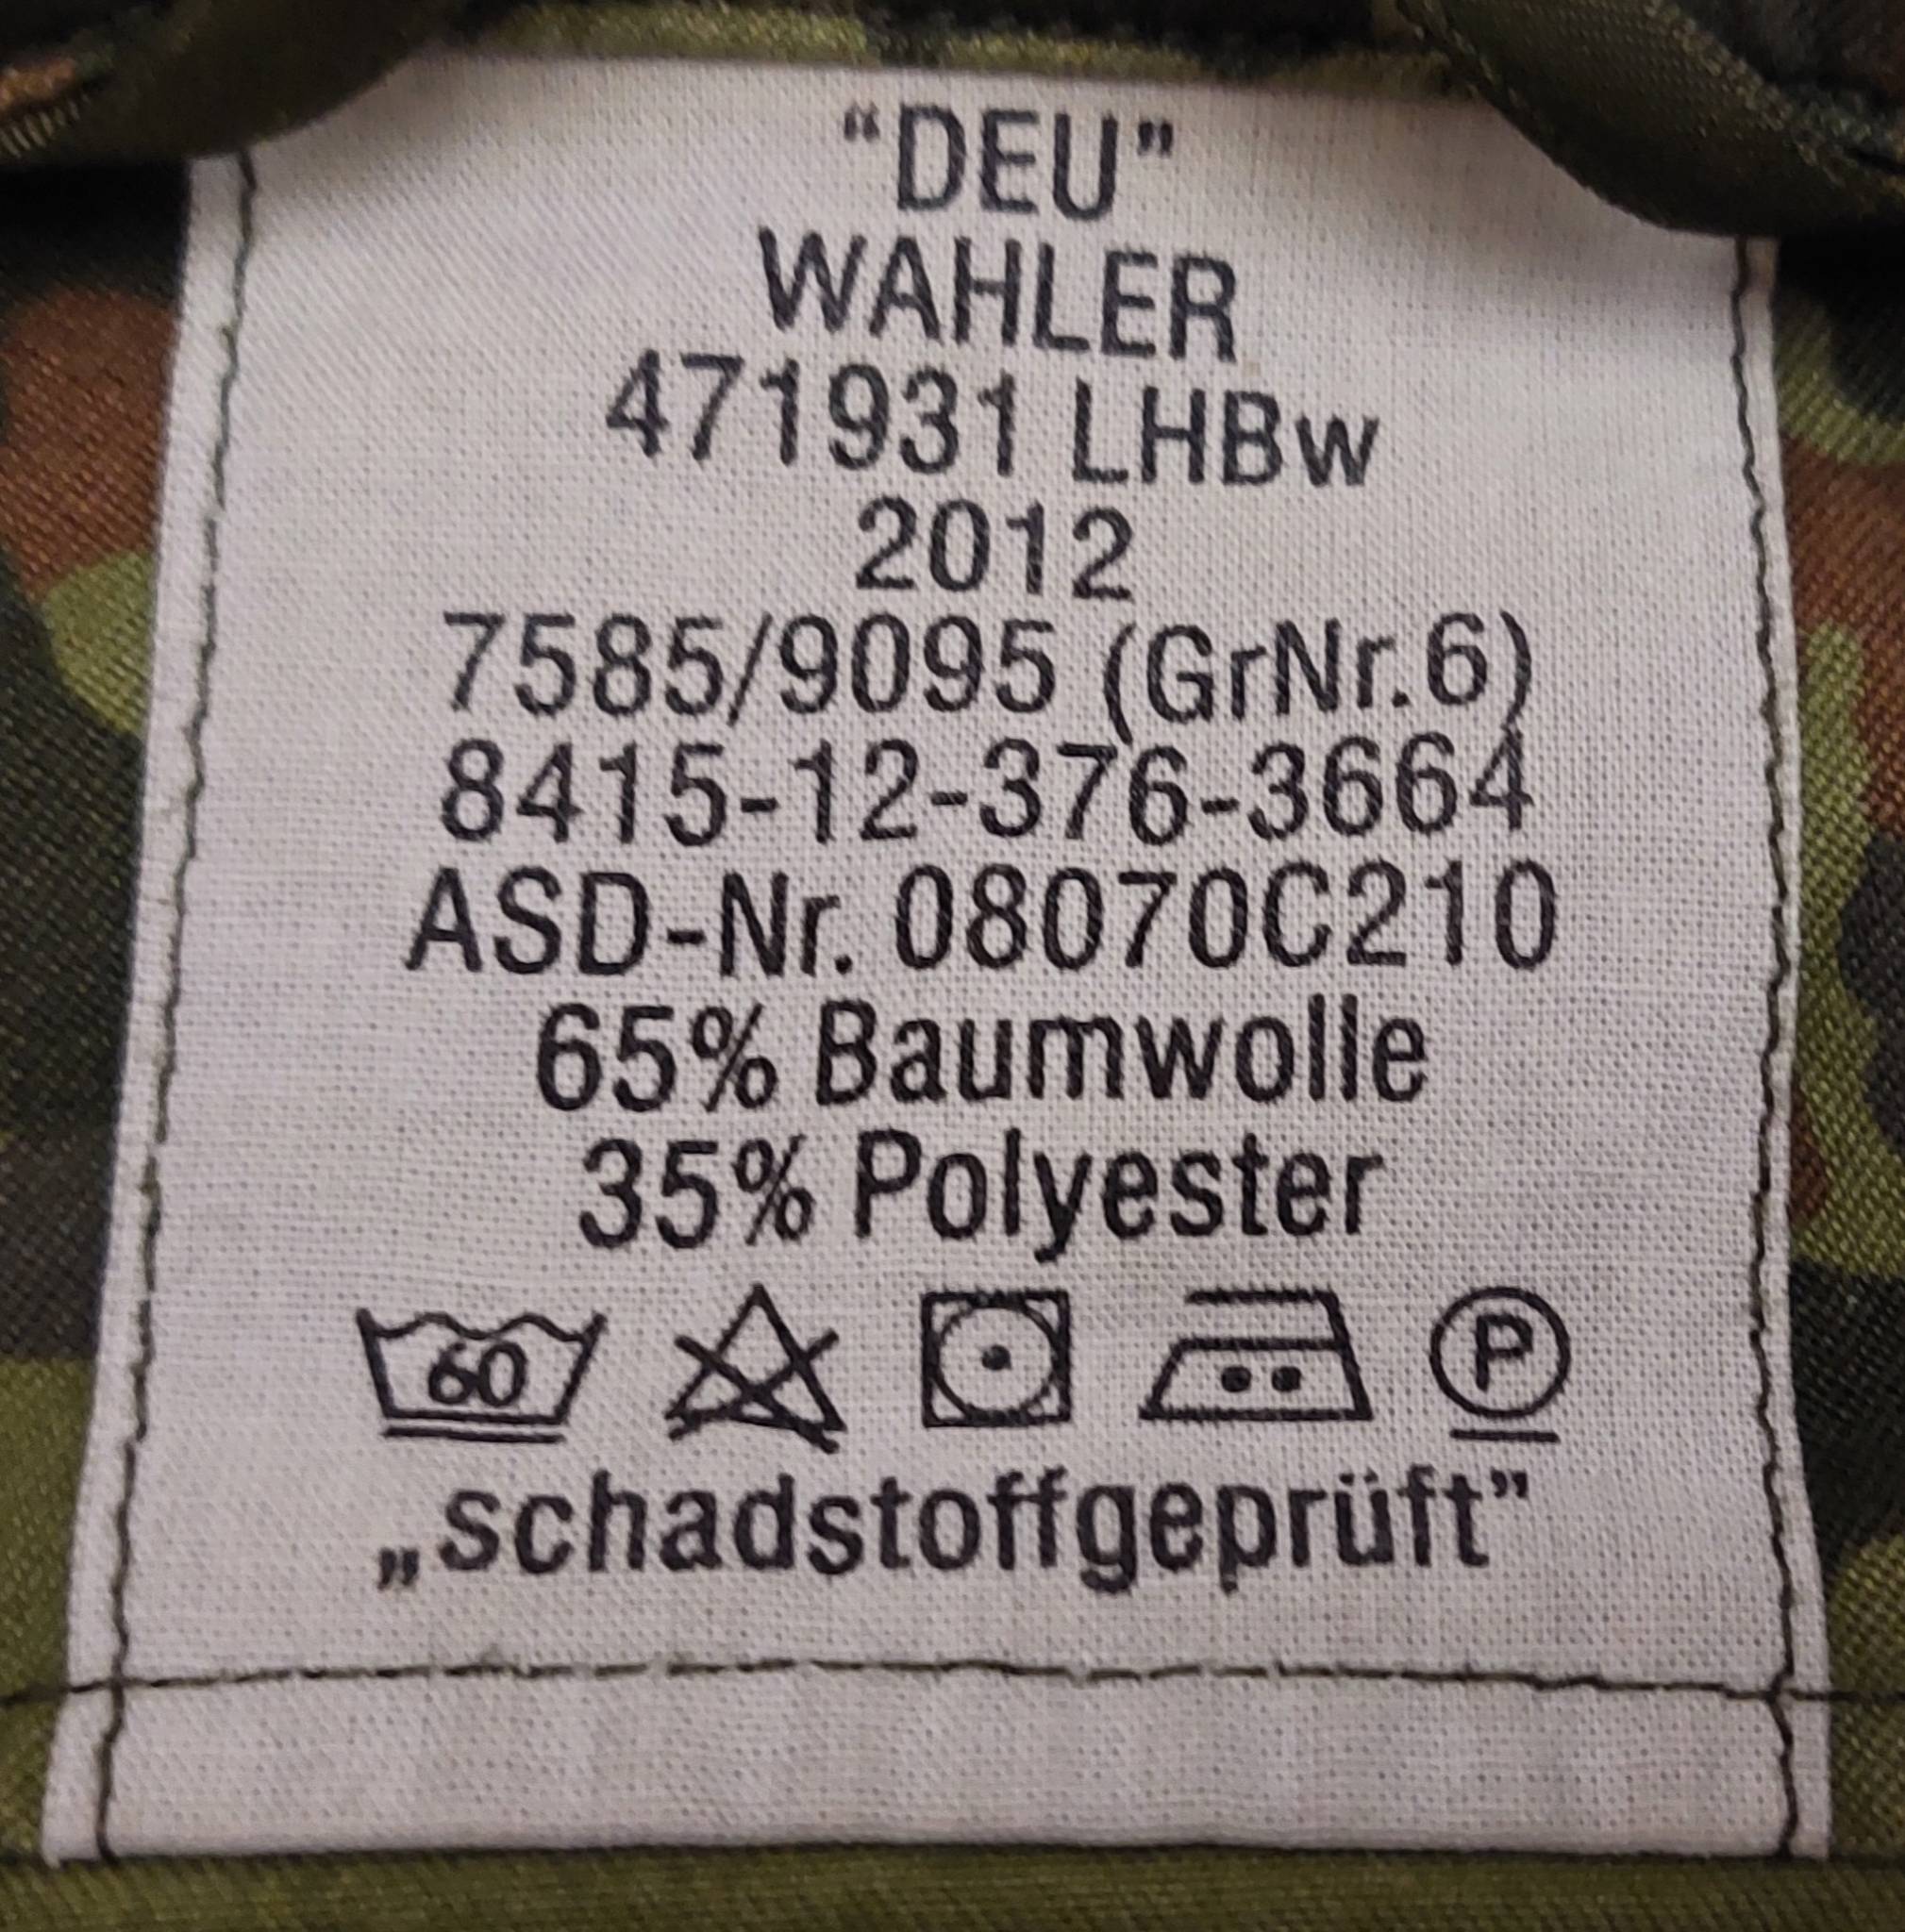 “DEU”
WAHLER
471931 LHBw
2012
7585/9095 (GrNr.6)
8415-12-376-3664
ASD-Nr. 08070C210
65% Baumwolle
35% Polyester
60 P
„schadstoffgeprüft”